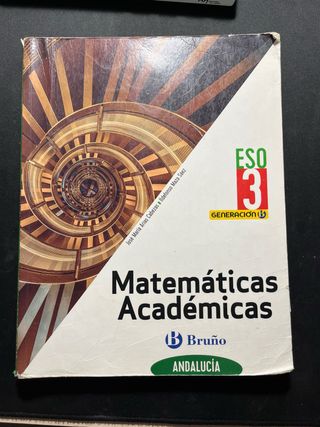 ESO
3
GENERACIÓN B
José María Arias Cabezas • Ildefonso Maza Sáez
Matemáticas
Académicas
B Bruño
ANDALUCÍA